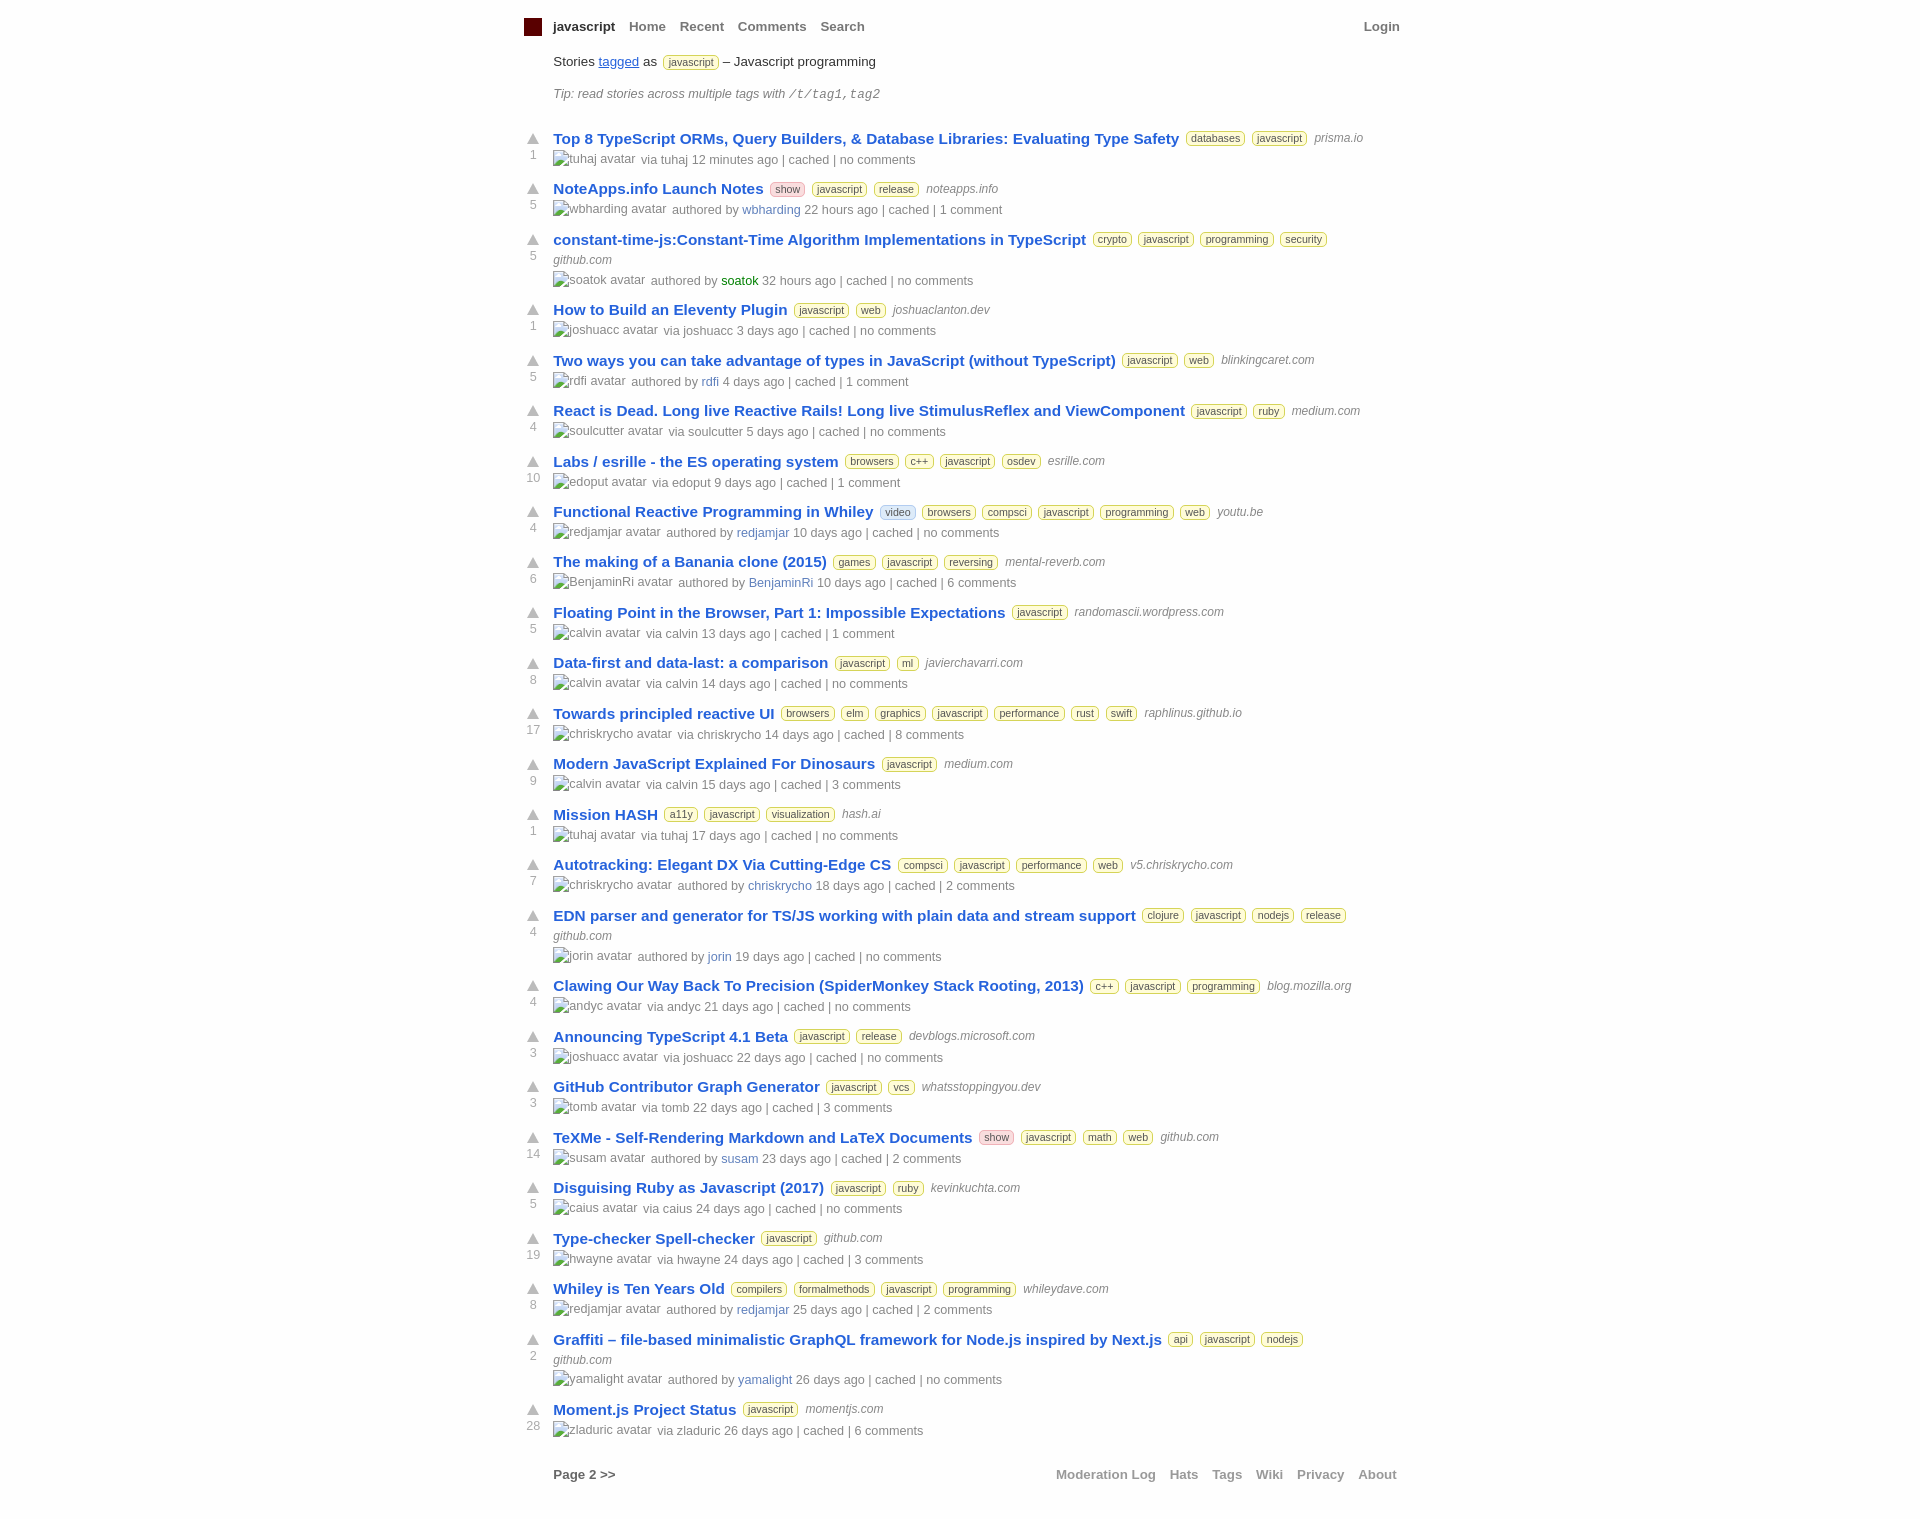 javascript Home Recent Comments Search Login
Stories tagged as javascript – Javascript programming
Tip: read stories across multiple tags with /t/tag1,tag2
Top 8 TypeScript ORMs, Query Builders, & Database Libraries: Evaluating Type Safety databases javascript prisma.io
1
tuhaj avatar via tuhaj 12 minutes ago | cached | no comments
NoteApps.info Launch Notes show javascript release noteapps.info
5
wbharding avatar authored by wbharding 22 hours ago | cached | 1 comment
constant-time-js:Constant-Time Algorithm Implementations in TypeScript crypto javascript programming security
5
github.com
soatok avatar authored by soatok 32 hours ago | cached | no comments
How to Build an Eleventy Plugin javascript web joshuaclanton.dev
1
joshuacc avatar via joshuacc 3 days ago | cached | no comments
Two ways you can take advantage of types in JavaScript (without TypeScript) javascript web blinkingcaret.com
5
rdfi avatar authored by rdfi 4 days ago | cached | 1 comment
React is Dead. Long live Reactive Rails! Long live StimulusReflex and ViewComponent javascript ruby medium.com
4
soulcutter avatar via soulcutter 5 days ago | cached | no comments
Labs / esrille - the ES operating system browsers c++ javascript osdev esrille.com
10
edoput avatar via edoput 9 days ago | cached | 1 comment
Functional Reactive Programming in Whiley video browsers compsci javascript programming web youtu.be
4
redjamjar avatar authored by redjamjar 10 days ago | cached | no comments
The making of a Banania clone (2015) games javascript reversing mental-reverb.com
6
BenjaminRi avatar authored by BenjaminRi 10 days ago | cached | 6 comments
Floating Point in the Browser, Part 1: Impossible Expectations javascript randomascii.wordpress.com
5
calvin avatar via calvin 13 days ago | cached | 1 comment
Data-first and data-last: a comparison javascript ml javierchavarri.com
8
calvin avatar via calvin 14 days ago | cached | no comments
Towards principled reactive UI browsers elm graphics javascript performance rust swift raphlinus.github.io
17
chriskrycho avatar via chriskrycho 14 days ago | cached | 8 comments
Modern JavaScript Explained For Dinosaurs javascript medium.com
9
calvin avatar via calvin 15 days ago | cached | 3 comments
Mission HASH a11y javascript visualization hash.ai
1
tuhaj avatar via tuhaj 17 days ago | cached | no comments
Autotracking: Elegant DX Via Cutting-Edge CS compsci javascript performance web v5.chriskrycho.com
7
chriskrycho avatar authored by chriskrycho 18 days ago | cached | 2 comments
EDN parser and generator for TS/JS working with plain data and stream support clojure javascript nodejs release
4
github.com
jorin avatar authored by jorin 19 days ago | cached | no comments
Clawing Our Way Back To Precision (SpiderMonkey Stack Rooting, 2013) c++ javascript programming blog.mozilla.org
4
andyc avatar via andyc 21 days ago | cached | no comments
Announcing TypeScript 4.1 Beta javascript release devblogs.microsoft.com
3
joshuacc avatar via joshuacc 22 days ago | cached | no comments
GitHub Contributor Graph Generator javascript vcs whatsstoppingyou.dev
3
tomb avatar via tomb 22 days ago | cached | 3 comments
TeXMe - Self-Rendering Markdown and LaTeX Documents show javascript math web github.com
14
susam avatar authored by susam 23 days ago | cached | 2 comments
Disguising Ruby as Javascript (2017) javascript ruby kevinkuchta.com
5
caius avatar via caius 24 days ago | cached | no comments
Type-checker Spell-checker javascript github.com
19
hwayne avatar via hwayne 24 days ago | cached | 3 comments
Whiley is Ten Years Old compilers formalmethods javascript programming whileydave.com
8
redjamjar avatar authored by redjamjar 25 days ago | cached | 2 comments
Graffiti – file-based minimalistic GraphQL framework for Node.js inspired by Next.js api javascript nodejs
2
github.com
yamalight avatar authored by yamalight 26 days ago | cached | no comments
Moment.js Project Status javascript momentjs.com
28
zladuric avatar via zladuric 26 days ago | cached | 6 comments
Page 2 >> Moderation Log Hats Tags Wiki Privacy About